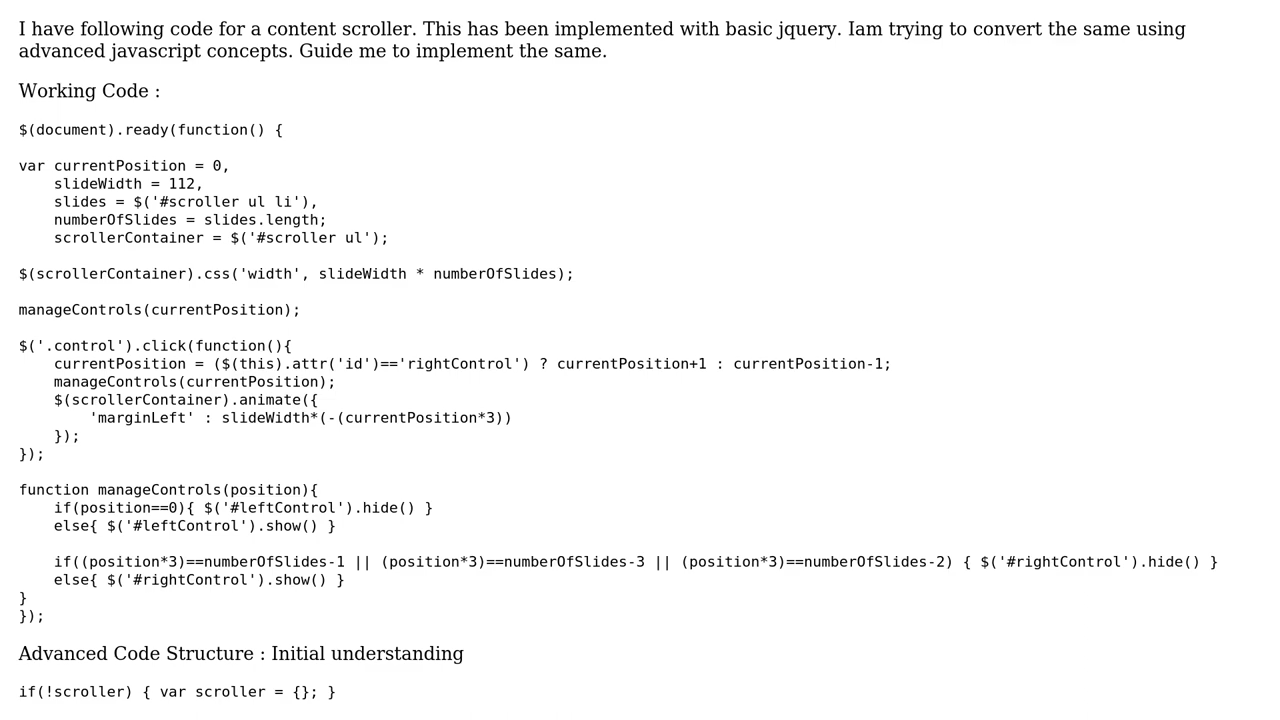 I have following code for a content scroller. This has been implemented with basic jquery. Iam trying to convert the same using
advanced javascript concepts. Guide me to implement the same.
Working Code :
$(document).ready(function() {
var currentPosition = 0,
    slideWidth = 112,
    slides = $('#scroller ul li'),
    numberOfSlides = slides.length;
    scrollerContainer = $('#scroller ul');
$(scrollerContainer).css('width', slideWidth * numberOfSlides);
manageControls(currentPosition);
$('.control').click(function(){
    currentPosition = ($(this).attr('id')=='rightControl') ? currentPosition+1 : currentPosition-1;
    manageControls(currentPosition);
    $(scrollerContainer).animate({
        'marginLeft' : slideWidth*(-(currentPosition*3))
    });
});
function manageControls(position){
    if(position==0){ $('#leftControl').hide() }
    else{ $('#leftControl').show() }
    if((position*3)==numberOfSlides-1 || (position*3)==numberOfSlides-3 || (position*3)==numberOfSlides-2) { $('#rightControl').hide() }
    else{ $('#rightControl').show() }
}
});
Advanced Code Structure : Initial understanding
if(!scroller) { var scroller = {}; }